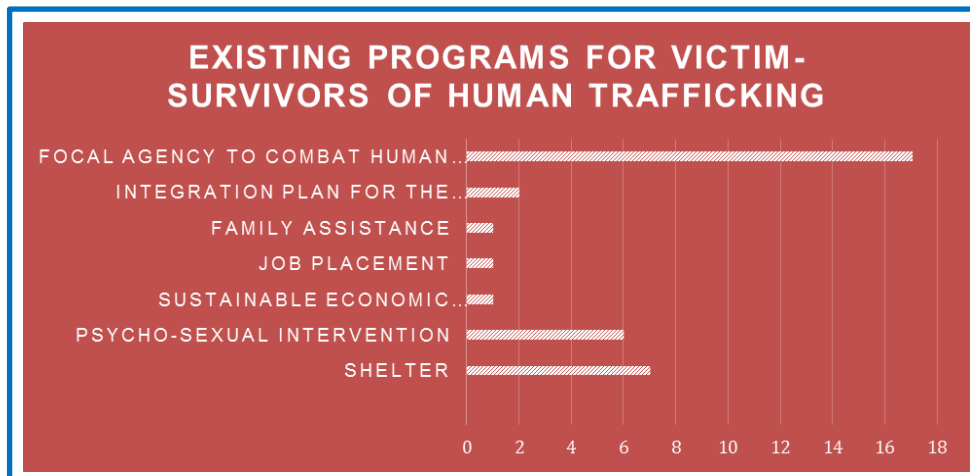 EXISTING PROGRAMS FOR VICTIM-
SURVIVORS OF HUMAN TRAFFICKING
FOCAL AGENCY TO COMBAT HUMAN...
INTEGRATION PLAN FOR THE...
FAMILY ASSISTANCE
JOB PLACEMENT
SUSTAINABLE ECONOMIC...
PSYCHO-SEXUAL INTERVENTION
SHELTER
0 2 4 6 8 10 12 14 16 18